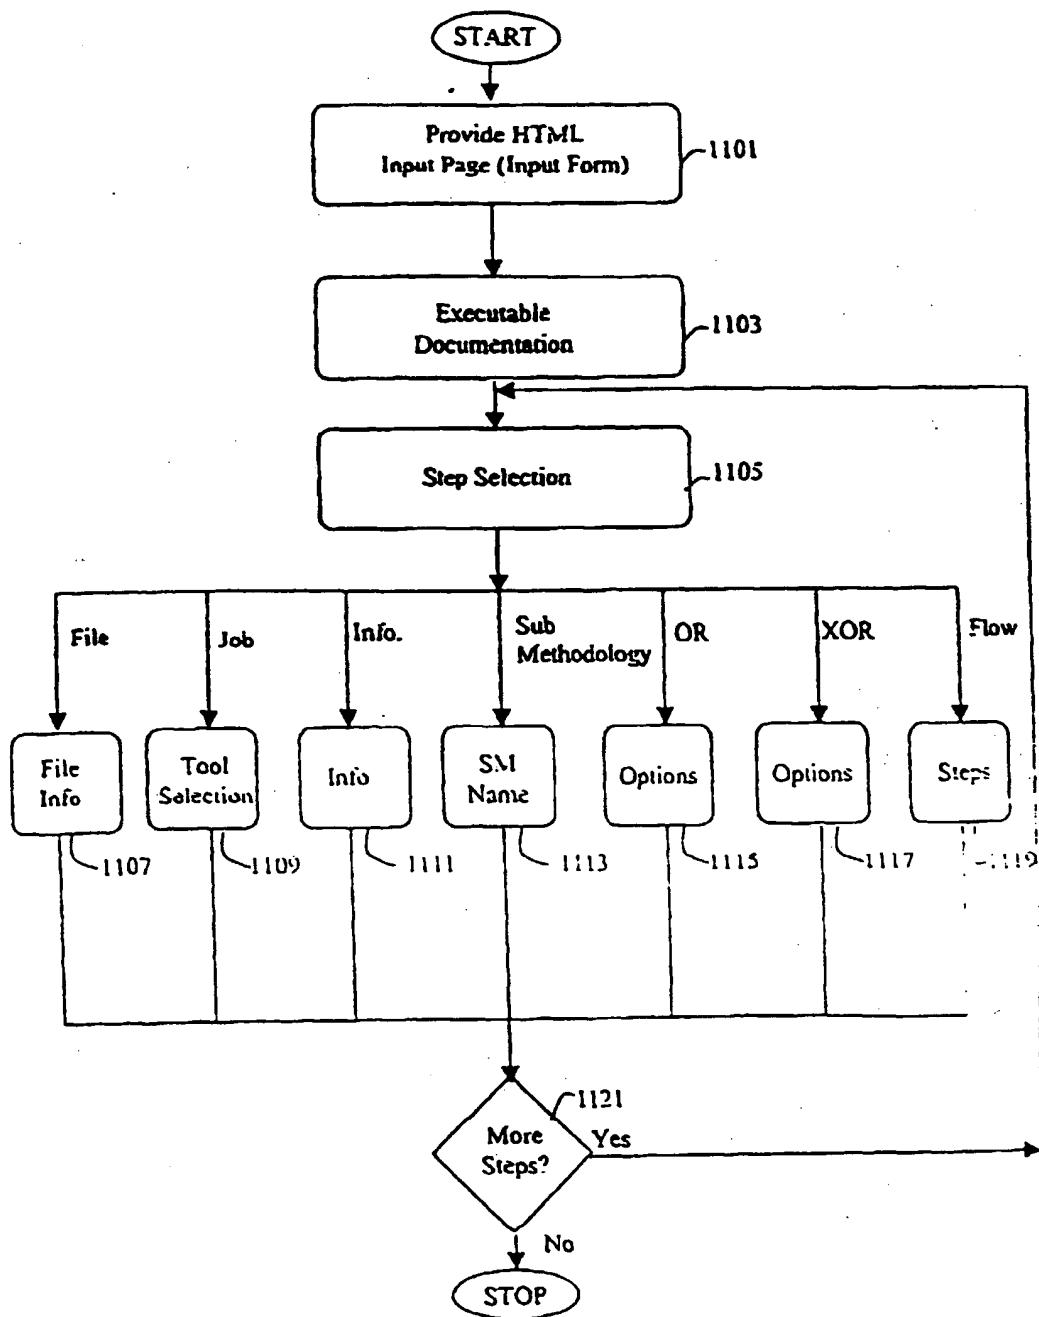 START
Provide HTML
Input Page (Input Form)
1101
Executable
Documentation
1103
Step Selection
1105
File
Job
Info.
Sub
Methodology
OR
XOR
Flow
File
Info
Tool
Selection
Info
SM
Name
Options
Options
Steps
1107
1109
1111
1113
1115
1117
1119
1121
More
Steps?
Yes
No
STOP